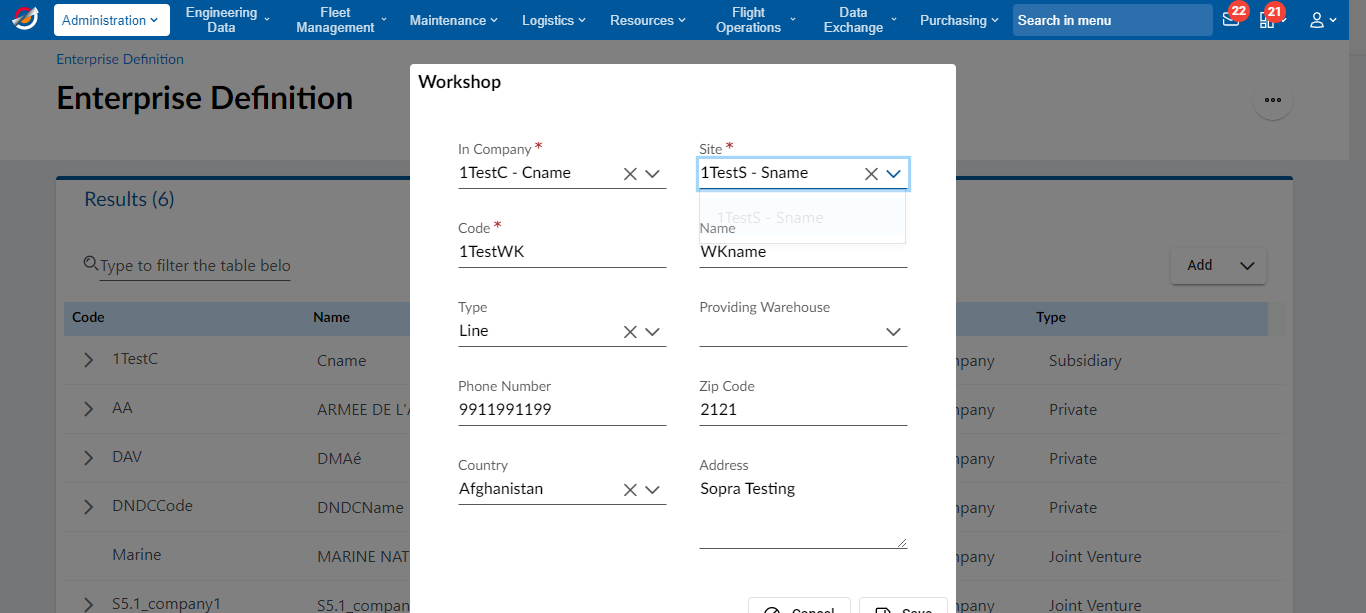 Administration
Engineering Data
Fleet Management
Maintenance
Logistics
Resources
Flight Operations
Data Exchange
Purchasing
Search in menu
22
21
Enterprise Definition
Enterprise Definition
Workshop
In Company *
Site *
1TestC - Cname
1TestS - Sname
1TestS - Sname
Code *
Name
1TestWK
WKname
Type
Providing Warehouse
Line
Phone Number
Zip Code
9911991199
2121
Country
Address
Afghanistan
Sopra Testing
Cancel
Save
Results (6)
Type to filter the table belo
Add
Code
Name
Type
1TestC
Cname
mpany
Subsidiary
AA
ARMEE DE L'A
mpany
Private
DAV
DMAé
mpany
Private
DNDCCode
DNDCName
mpany
Private
Marine
MARINE NAT
mpany
Joint Venture
S5.1_company1
S5.1_compan
mpany
Joint Venture